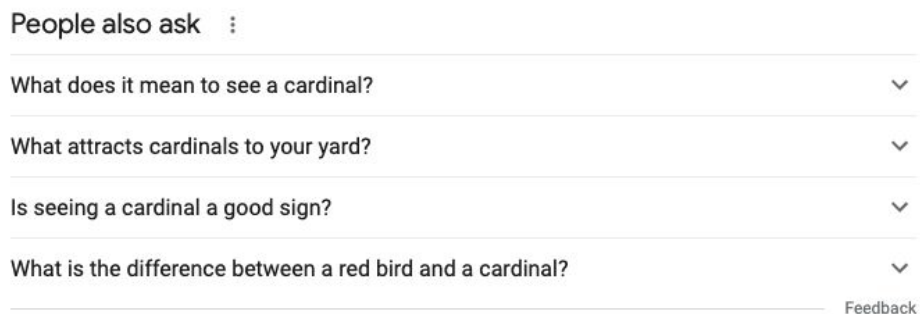 People also ask
What does it mean to see a cardinal?
What attracts cardinals to your yard?
Is seeing a cardinal a good sign?
What is the difference between a red bird and a cardinal?
Feedback